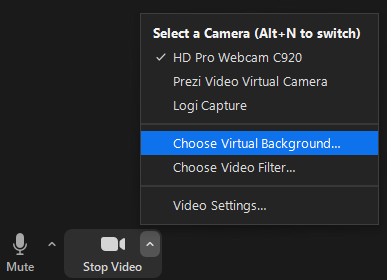 Select a Camera (Alt+N to switch)
HD Pro Webcam C920
Prezi Video Virtual Camera
Logi Capture
Choose Virtual Background...
Choose Video Filter...
Video Settings...
Mute
Stop Video